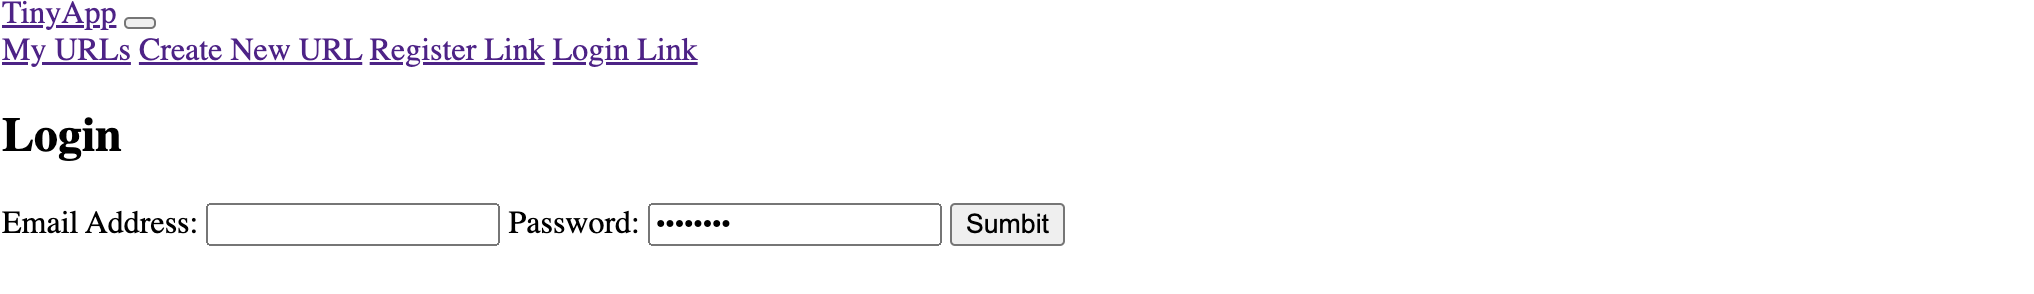 TinyApp
My URLs Create New URL Register Link Login Link
Login
Email Address: Password: •••••••• Sumbit